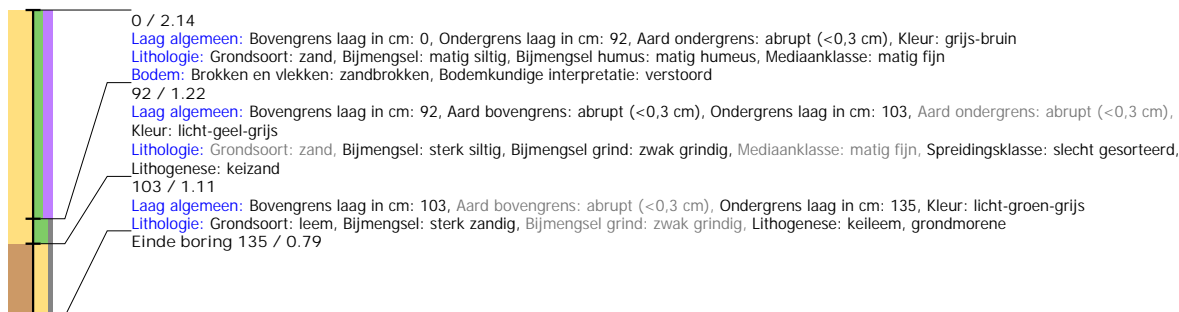 0 / 2.14
Laag algemeen: Bovengrens laag in cm: 0, Ondergrens laag in cm: 92, Aard ondergrens: abrupt (<0,3 cm), Kleur: grijs-bruin
Lithologie: Grondsoort: zand, Bijmengsel: matig siltig, Bijmengsel humus: matig humeus, Mediaanklasse: matig fijn
Bodem: Brokken en vlekken: zandbrokken, Bodemkundige interpretatie: verstoord
92 / 1.22
Laag algemeen: Bovengrens laag in cm: 92, Aard bovengrens: abrupt (<0,3 cm), Ondergrens laag in cm: 103, Aard ondergrens: abrupt (<0,3 cm),
Kleur: licht-geel-grijs
Lithologie: Grondsoort: zand, Bijmengsel: sterk siltig, Bijmengsel grind: zwak grindig, Mediaanklasse: matig fijn, Spreidingsklasse: slecht gesorteerd,
Lithogenese: keizand
103 / 1.11
Laag algemeen: Bovengrens laag in cm: 103, Aard bovengrens: abrupt (<0,3 cm), Ondergrens laag in cm: 135, Kleur: licht-groen-grijs
Lithologie: Grondsoort: leem, Bijmengsel: sterk zandig, Bijmengsel grind: zwak grindig, Lithogenese: keileem, grondmorene
Einde boring 135 / 0.79